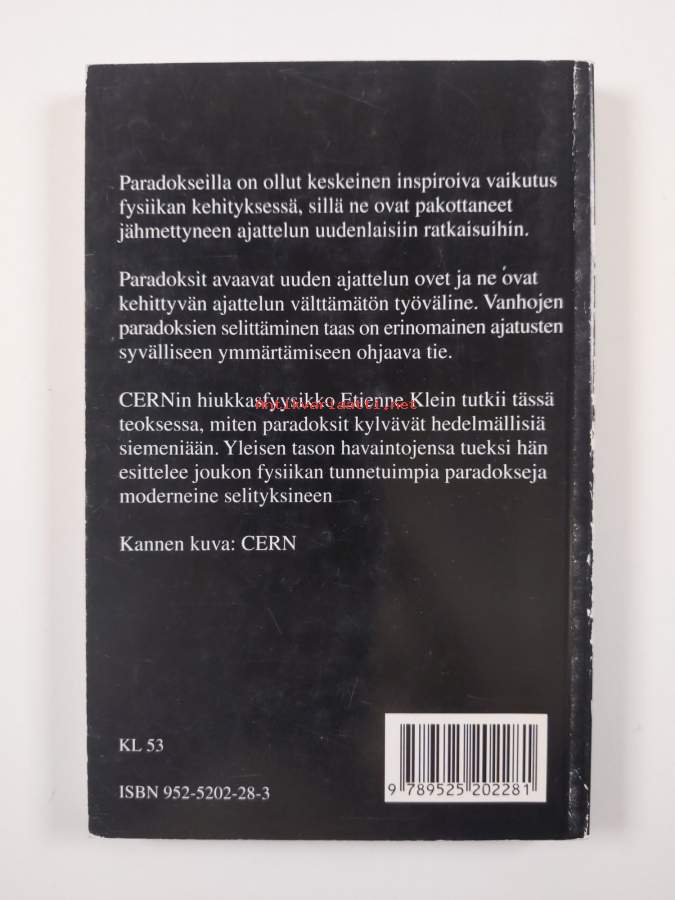 Paradokseilla on ollut keskeinen inspiroiva vaikutus
fysiikan kehityksessä, sillä ne ovat pakottaneet
jähmettyneen ajattelun uudenlaisiin ratkaisuihin.
Paradoksit avaavat uuden ajattelun ovet ja ne ovat
kehittyvän ajattelun välttämätön työväline. Vanhojen
paradoksien selittäminen taas on erinomainen ajatusten
syvälliseen ymmärtämiseen ohjaava tie.
CERNin hiukkasfyysikko Etienne Klein tutkii tässä
Antikvariaatti.net
teoksessa, miten paradoksit kylvävät hedelmällisiä
siemeniään. Yleisen tason havaintojensa tueksi hän
esittelee joukon fysiikan tunnetuimpia paradokseja
moderneine selityksineen
Kannen kuva: CERN
KL 53
ISBN 952-5202-28-3
9 789525 202281